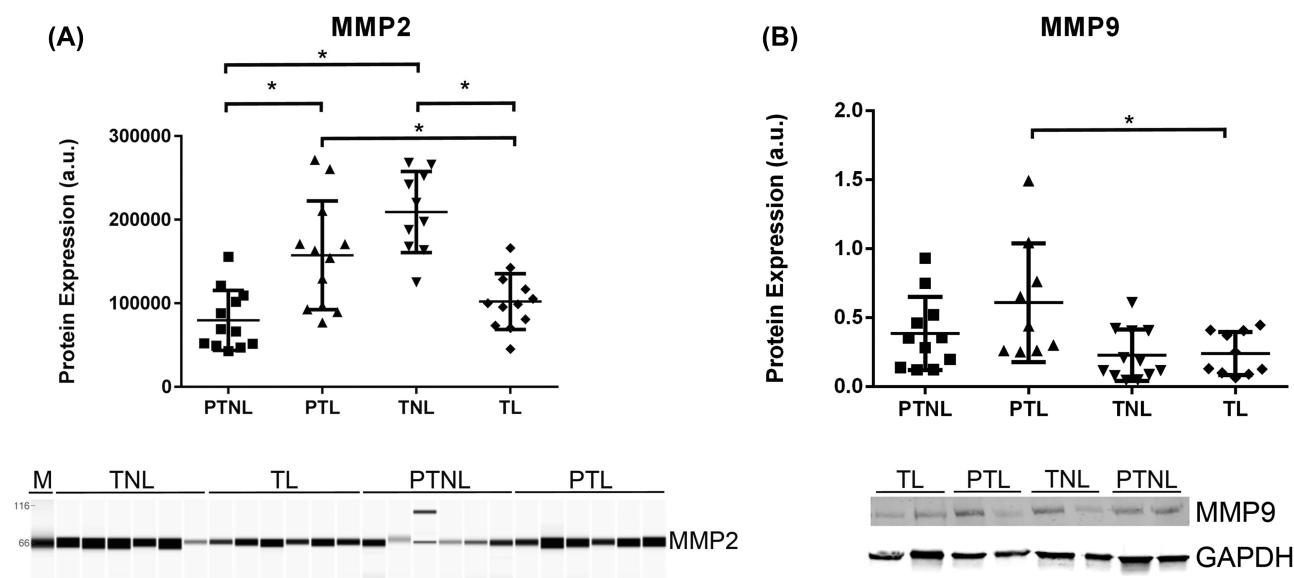 (A)
MMP2
*
*
*
*
Protein Expression (a.u.)
300000
200000
100000
0
PTNL PTL TNL TL
M TNL TL PTNL PTL
116
66
MMP2
(B)
MMP9
*
Protein Expression (a.u.)
2.0
1.5
1.0
0.5
0.0
PTNL PTL TNL TL
TL PTL TNL PTNL
MMP9
GAPDH